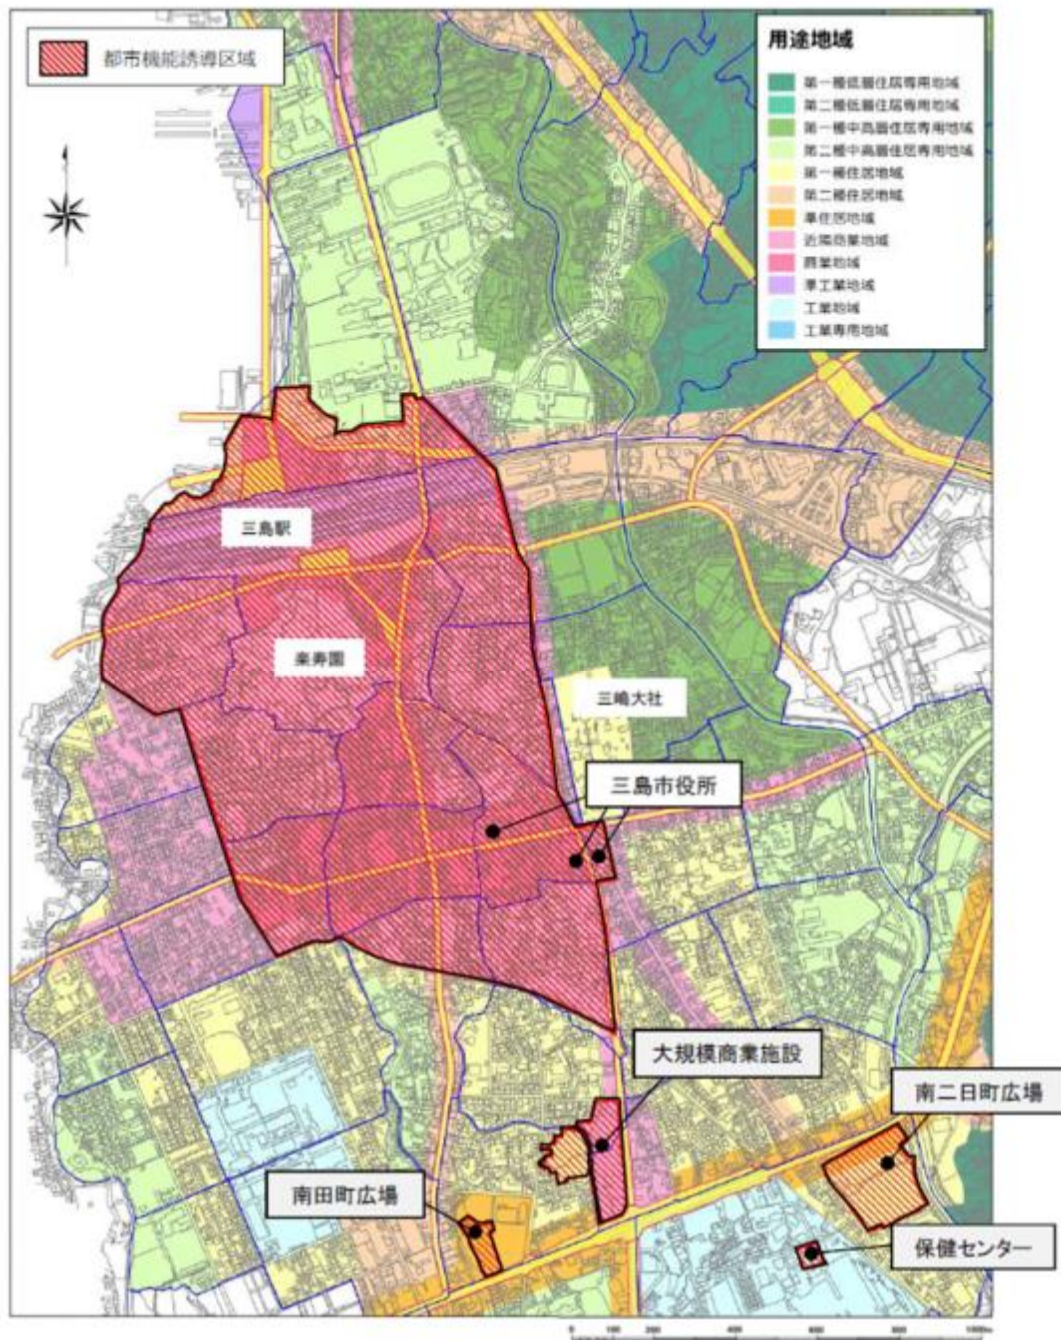 都市機能誘導区域
用途地域
第一種低層住居専用地域
第二種低層住居専用地域
第一種中高層住居専用地域
第二種中高層住居専用地域
第一種住居地域
第二種住居地域
準住居地域
近隣商業地域
商業地域
準工業地域
工業地域
工業専用地域
三島駅
楽寿園
三嶋大社
三島市役所
大規模商業施設
南二日町広場
南田町広場
保健センター